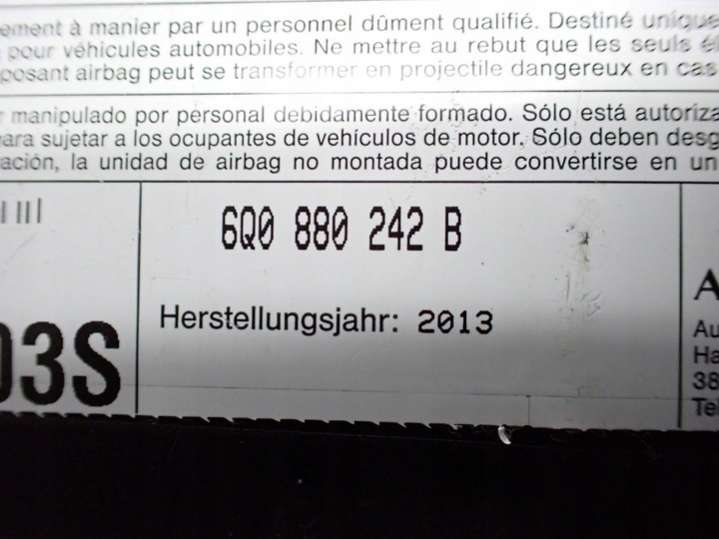 ement à manier par un personnel dûment qualifié. Destiné unique
pour véhicules automobiles. Ne mettre au rebut que les seuls él
posant airbag peut se transformer en projectile dangereux en cas
manipulado por personal debidamente formado. Sólo está autoriza
ara sujetar a los ocupantes de vehículos de motor. Sólo deben desg
ación, la unidad de airbag no montada puede convertirse en un
6Q0 880 242 B
Herstellungsjahr: 2013
03S
A
Au
Ha
38
Te